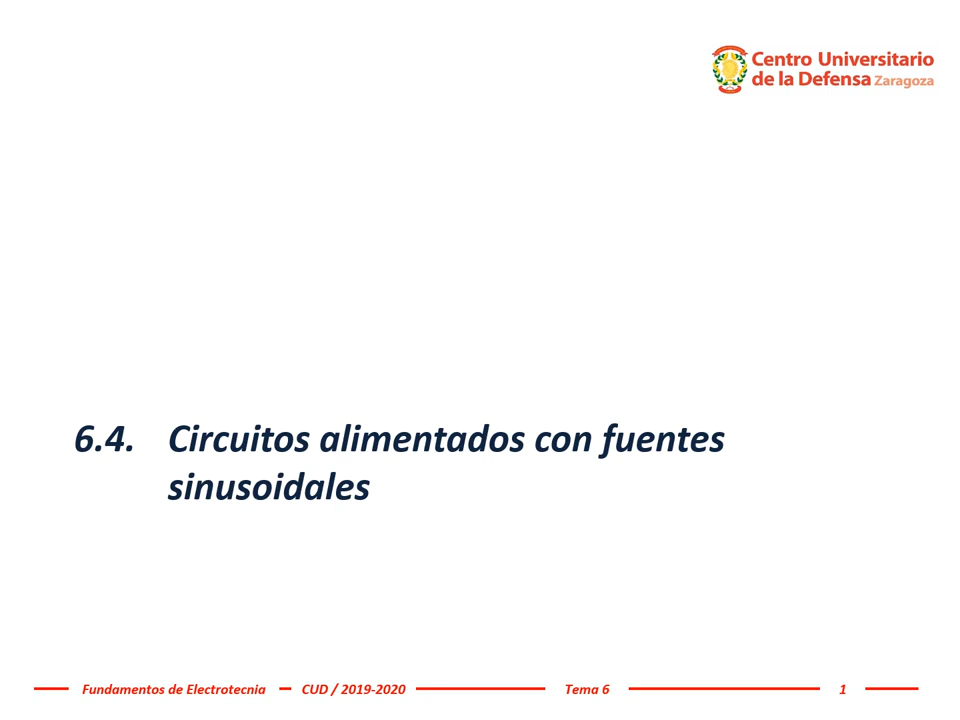 Centro Universitario
de la Defensa Zaragoza
6.4. Circuitos alimentados con fuentes
sinusoidales
Fundamentos de Electrotecnia CUD / 2019-2020 Tema 6 1